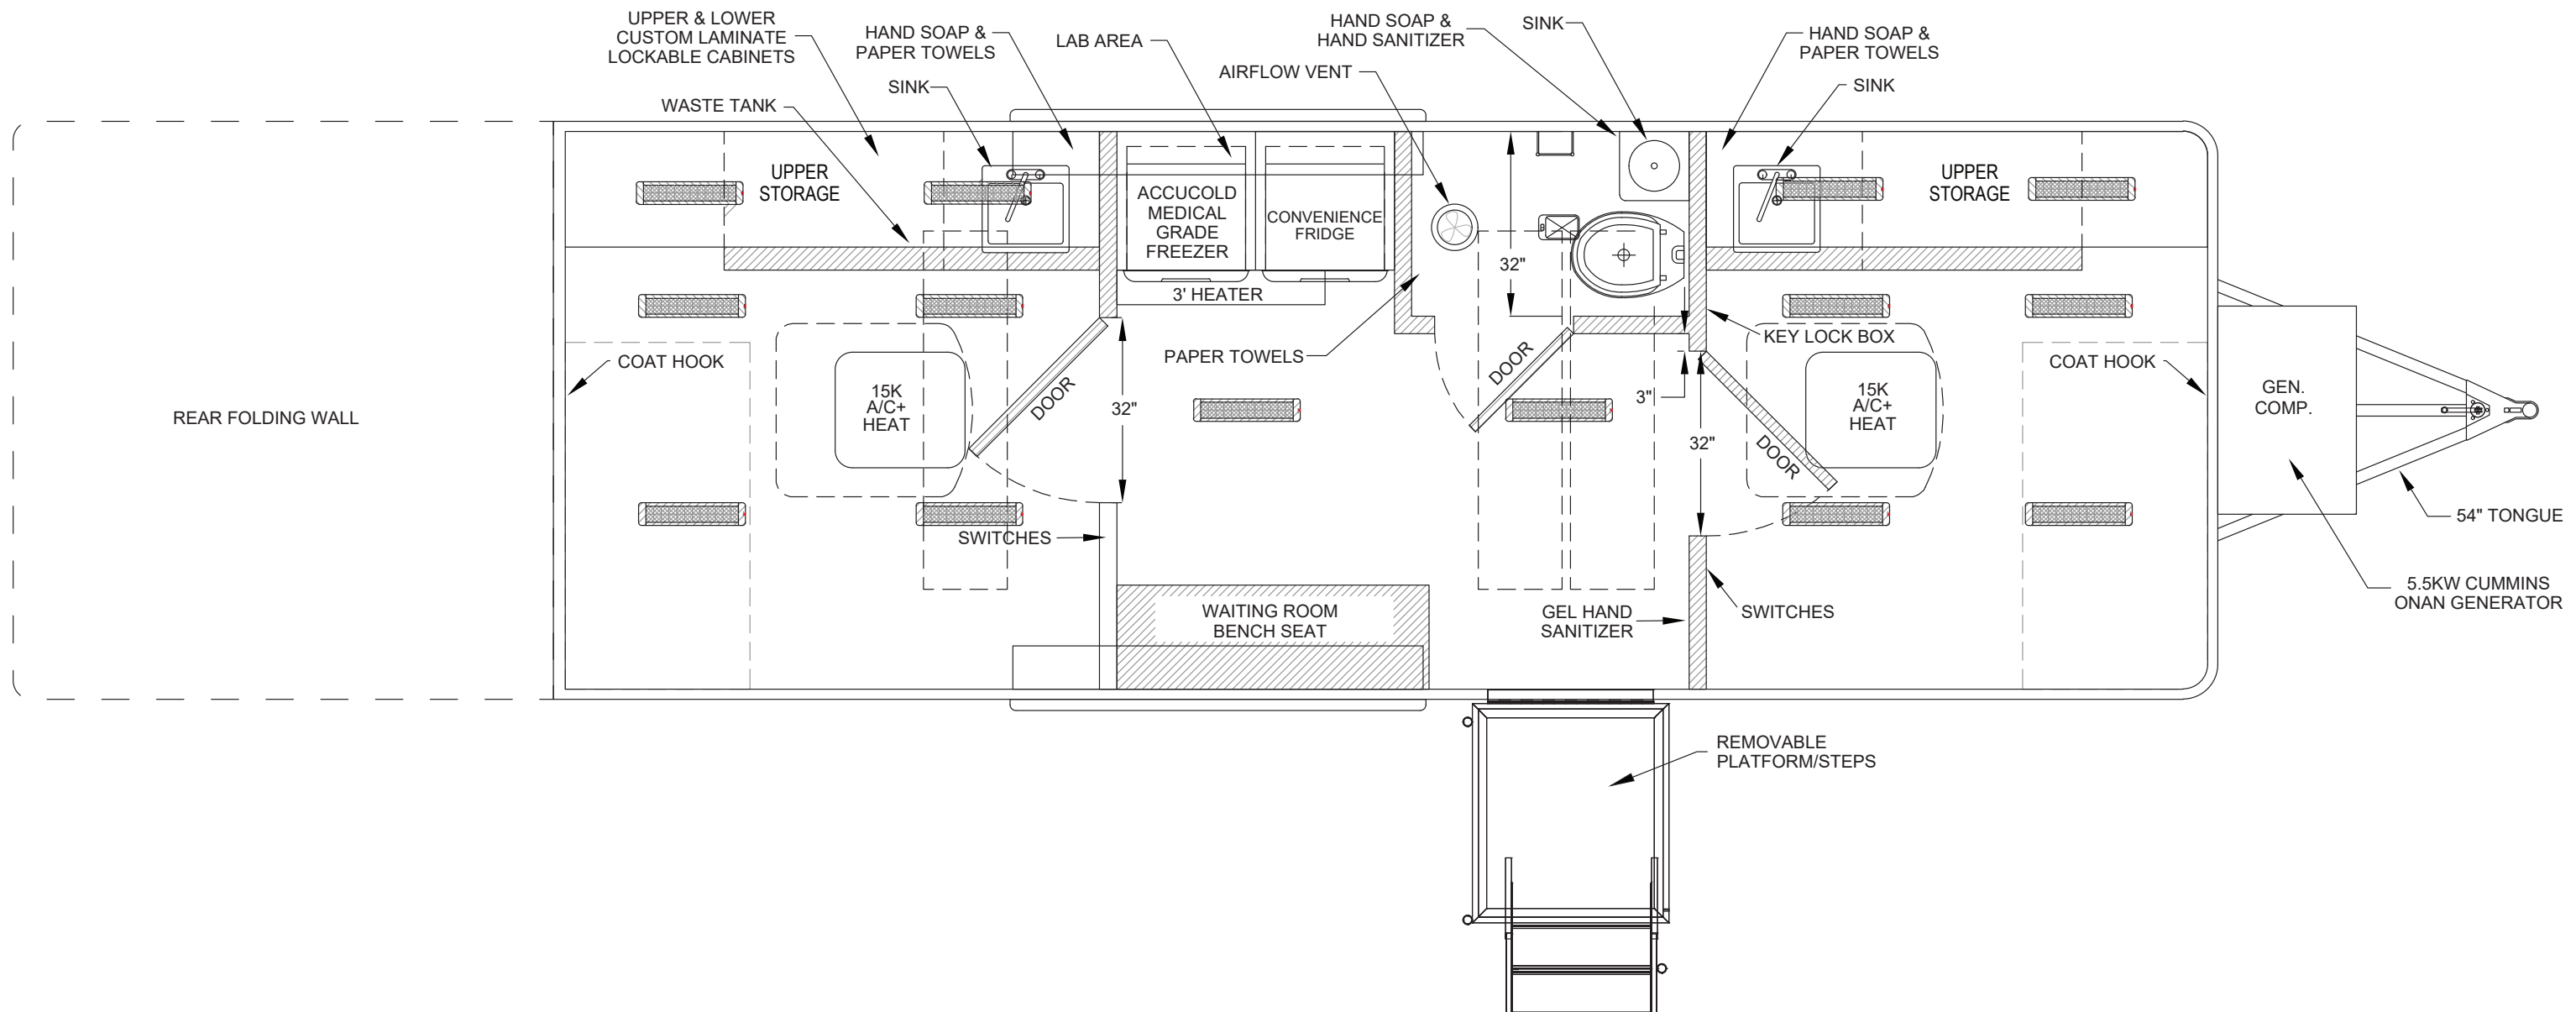 UPPER & LOWER
CUSTOM LAMINATE
LOCKABLE CABINETS
HAND SOAP &
PAPER TOWELS
LAB AREA
HAND SOAP &
HAND SANITIZER
SINK
HAND SOAP &
PAPER TOWELS
AIRFLOW VENT
SINK
SINK
WASTE TANK
UPPER
STORAGE
ACCUCOLD
MEDICAL
GRADE
FREEZER
CONVENIENCE
FRIDGE
UPPER
STORAGE
32"
3' HEATER
KEY LOCK BOX
PAPER TOWELS
COAT HOOK
COAT HOOK
DOOR
DOOR
DOOR
REAR FOLDING WALL
15K
A/C+
HEAT
32"
3"
32"
15K
A/C+
HEAT
GEN.
COMP.
54" TONGUE
SWITCHES
5.5KW CUMMINS
ONAN GENERATOR
WAITING ROOM
BENCH SEAT
GEL HAND
SANITIZER
SWITCHES
REMOVABLE
PLATFORM/STEPS